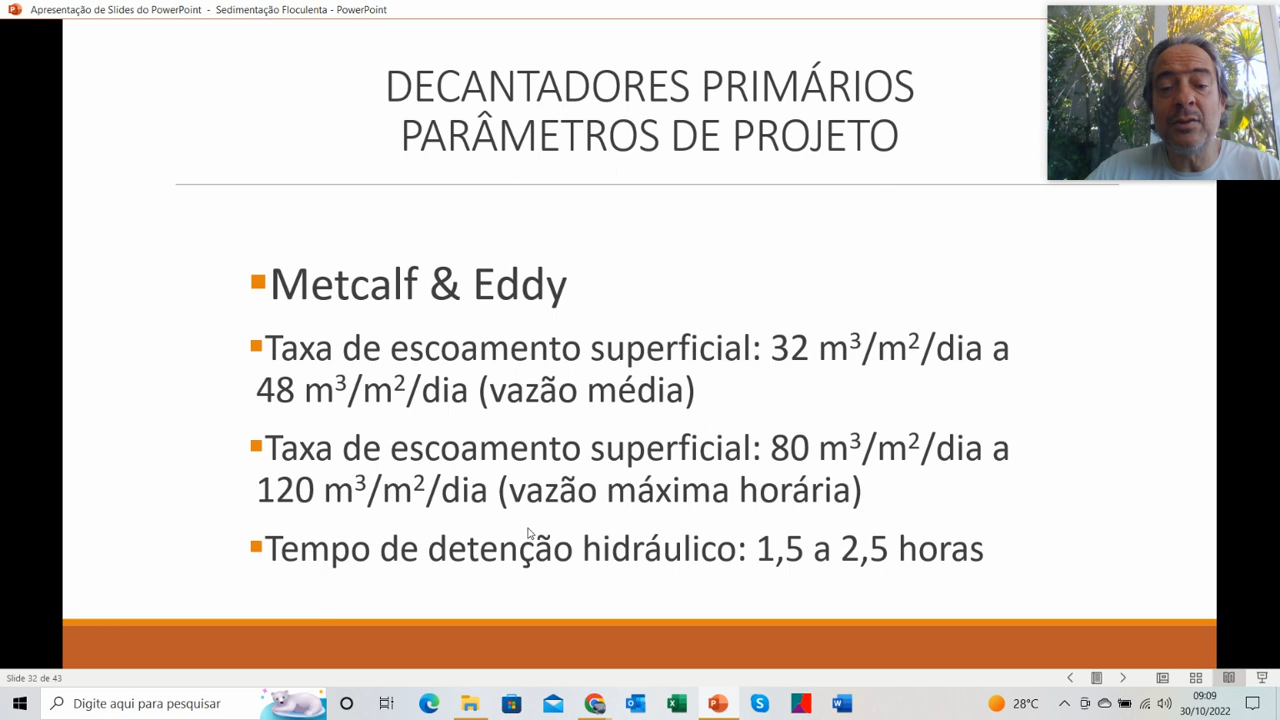 Apresentação de Slides do PowerPoint - Sedimentação Floculenta - PowerPoint
DECANTADORES PRIMÁRIOS
PARÂMETROS DE PROJETO
▪Metcalf & Eddy
▪Taxa de escoamento superficial: 32 m³/m²/dia a
48 m³/m²/dia (vazão média)
▪Taxa de escoamento superficial: 80 m³/m²/dia a
120 m³/m²/dia (vazão máxima horária)
▪Tempo de detenção hidráulico: 1,5 a 2,5 horas
Slide 32 de 43
Digite aqui para pesquisar
28°C
09:09
30/10/2022